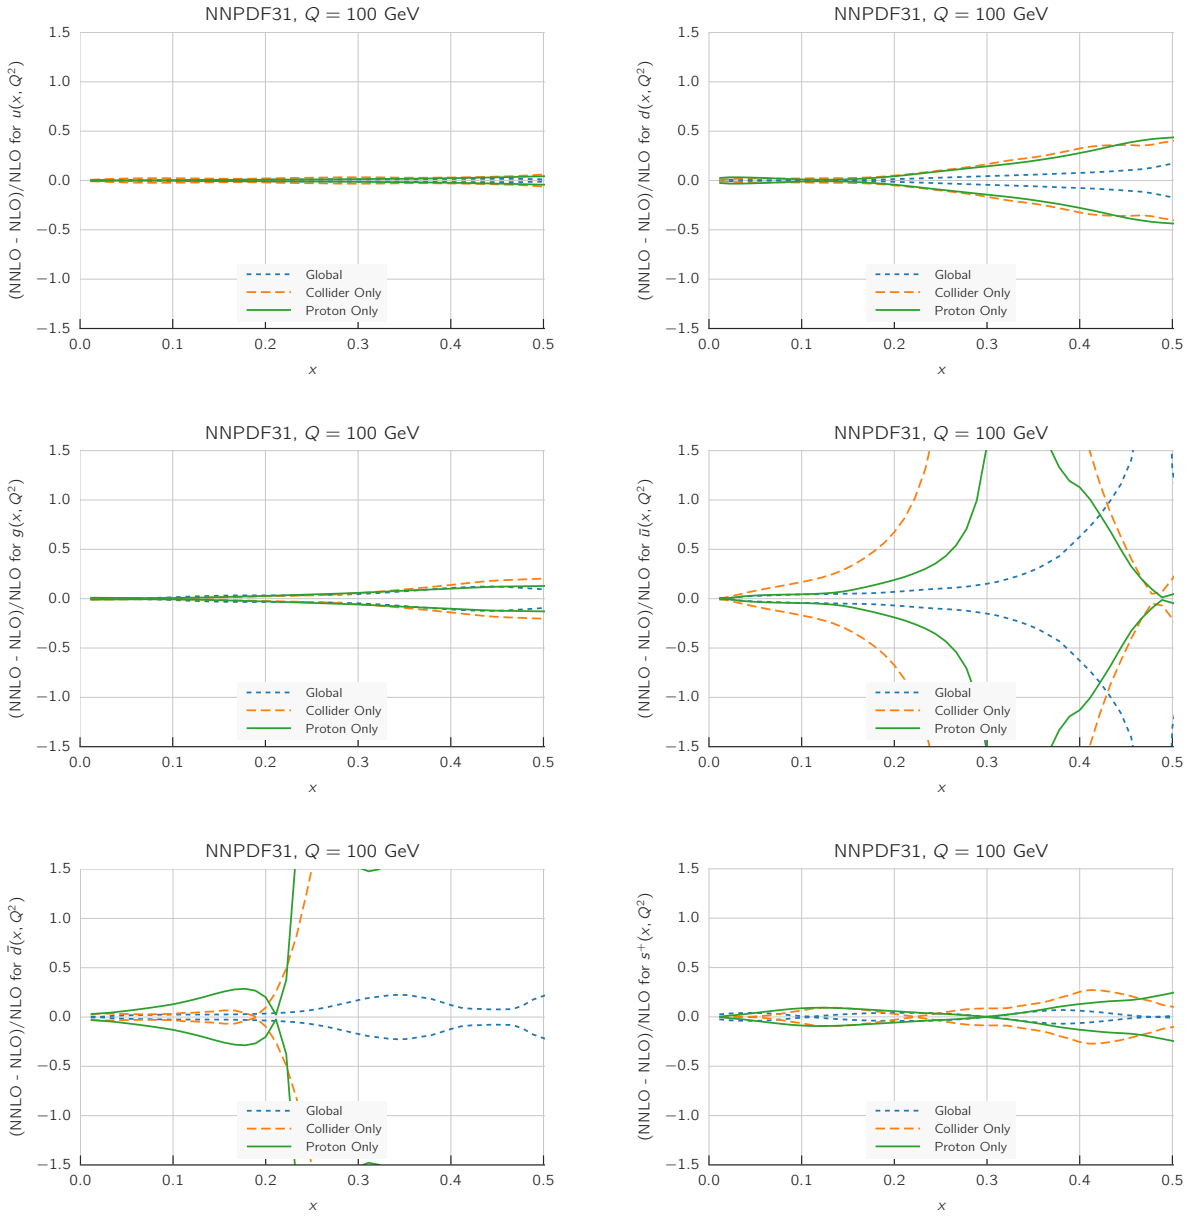 NNPDF31, Q = 100 GeV
(NNLO - NLO)/NLO for u(x, Q²)
1.5
1.0
0.5
0.0
−0.5
−1.0
−1.5
Global
Collider Only
Proton Only
0.0 0.1 0.2 0.3 0.4 0.5
x
NNPDF31, Q = 100 GeV
(NNLO - NLO)/NLO for d(x, Q²)
1.5
1.0
0.5
0.0
−0.5
−1.0
−1.5
Global
Collider Only
Proton Only
0.0 0.1 0.2 0.3 0.4 0.5
x
NNPDF31, Q = 100 GeV
(NNLO - NLO)/NLO for g(x, Q²)
1.5
1.0
0.5
0.0
−0.5
−1.0
−1.5
Global
Collider Only
Proton Only
0.0 0.1 0.2 0.3 0.4 0.5
x
NNPDF31, Q = 100 GeV
(NNLO - NLO)/NLO for ū(x, Q²)
1.5
1.0
0.5
0.0
−0.5
−1.0
−1.5
Global
Collider Only
Proton Only
0.0 0.1 0.2 0.3 0.4 0.5
x
NNPDF31, Q = 100 GeV
(NNLO - NLO)/NLO for d̄(x, Q²)
1.5
1.0
0.5
0.0
−0.5
−1.0
−1.5
Global
Collider Only
Proton Only
0.0 0.1 0.2 0.3 0.4 0.5
x
NNPDF31, Q = 100 GeV
(NNLO - NLO)/NLO for s⁺(x, Q²)
1.5
1.0
0.5
0.0
−0.5
−1.0
−1.5
Global
Collider Only
Proton Only
0.0 0.1 0.2 0.3 0.4 0.5
x